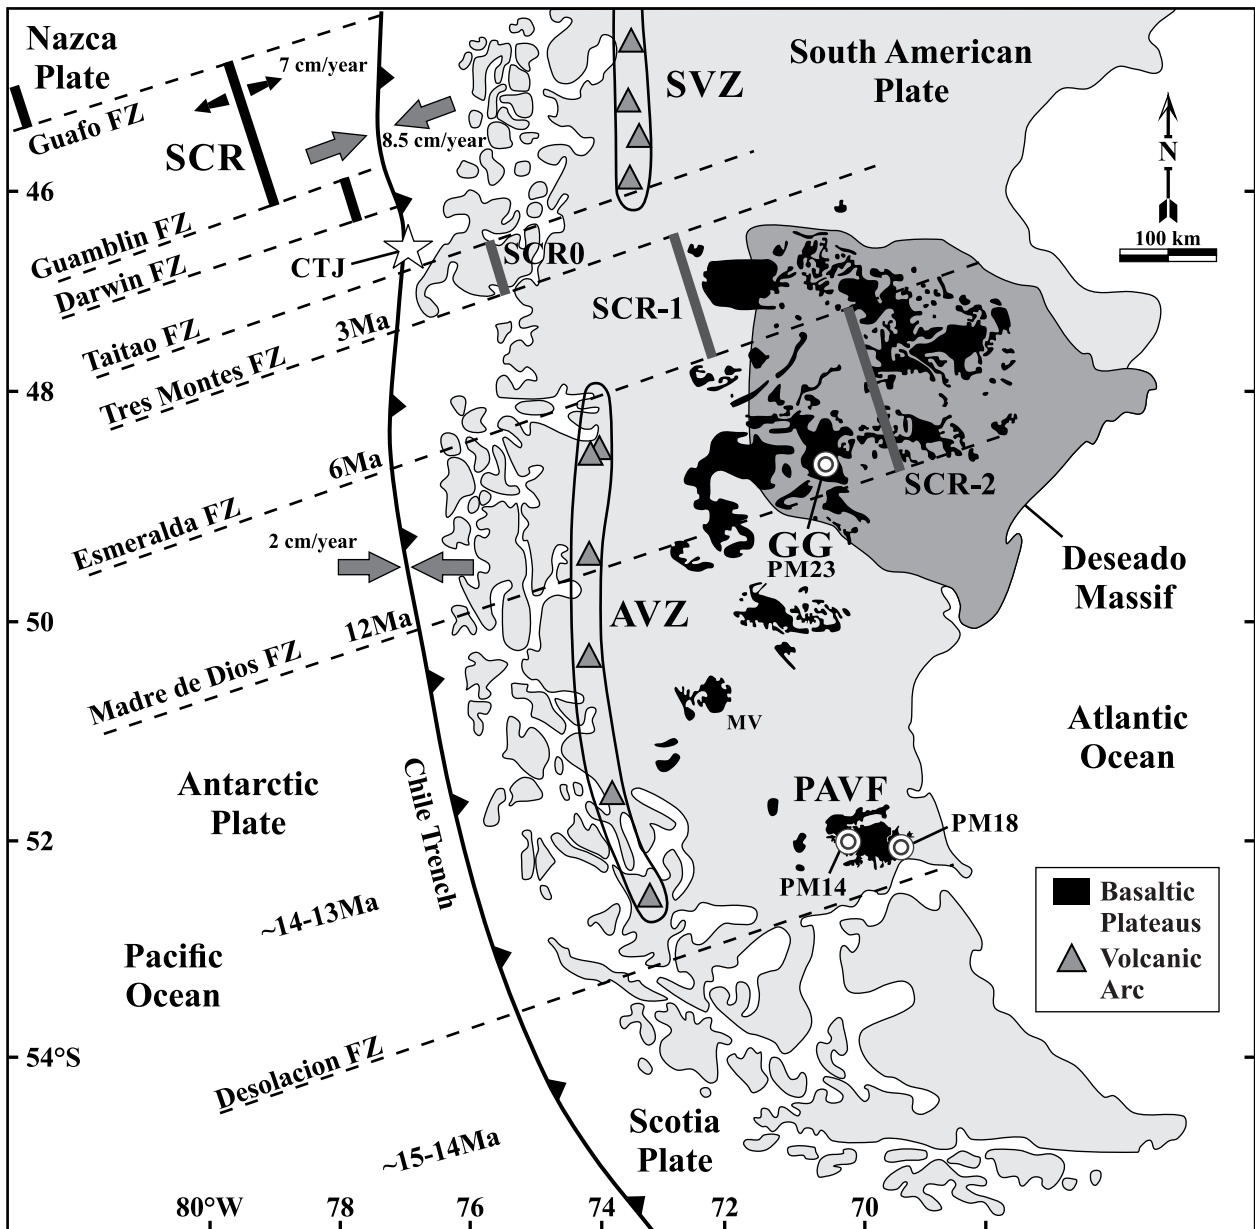 Nazca
Plate
7 cm/year
South American
Plate
SVZ
Guafo FZ
SCR
8.5 cm/year
N
100 km
46
Guamblin FZ
Darwin FZ
CTJ
SCR0
SCR-1
Taitao FZ
3Ma
Tres Montes FZ
48
6Ma
SCR-2
Esmeralda FZ
2 cm/year
GG
PM23
Deseado
Massif
50
12Ma
AVZ
Madre de Dios FZ
MV
Atlantic
Ocean
Antarctic
Plate
Chile Trench
PAVF
PM18
52
PM14
Basaltic
Plateaus
Volcanic
Arc
~14-13Ma
Pacific
Ocean
54°S
Desolacion FZ
Scotia
Plate
~15-14Ma
80°W
78
76
74
72
70